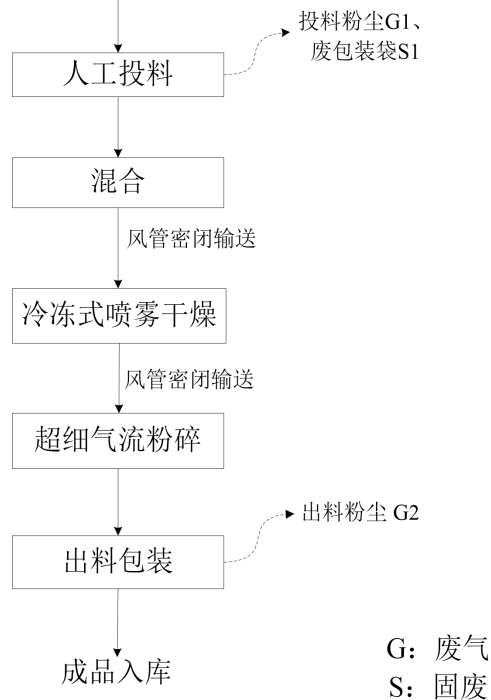 投料粉尘G1、
废包装袋S1
人工投料
混合
风管密闭输送
冷冻式喷雾干燥
风管密闭输送
超细气流粉碎
出料粉尘 G2
出料包装
成品入库
G：废气
S：固废